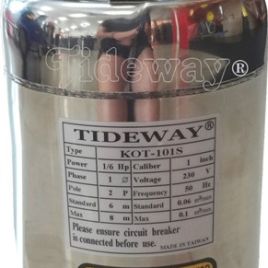 Tideway®
TIDEWAY®
Type KOT-101S
Power 1/6 Hp Caliber 1 inch
Phase 1 Ø Voltage 230 V
Pole 2 P Frequency 50 Hz
Standard 6 m Standard 0.06 m³/min
Max 8 m Max 0.1 m³/min
Please ensure circuit breaker
is connected before use. MADE IN TAIWAN